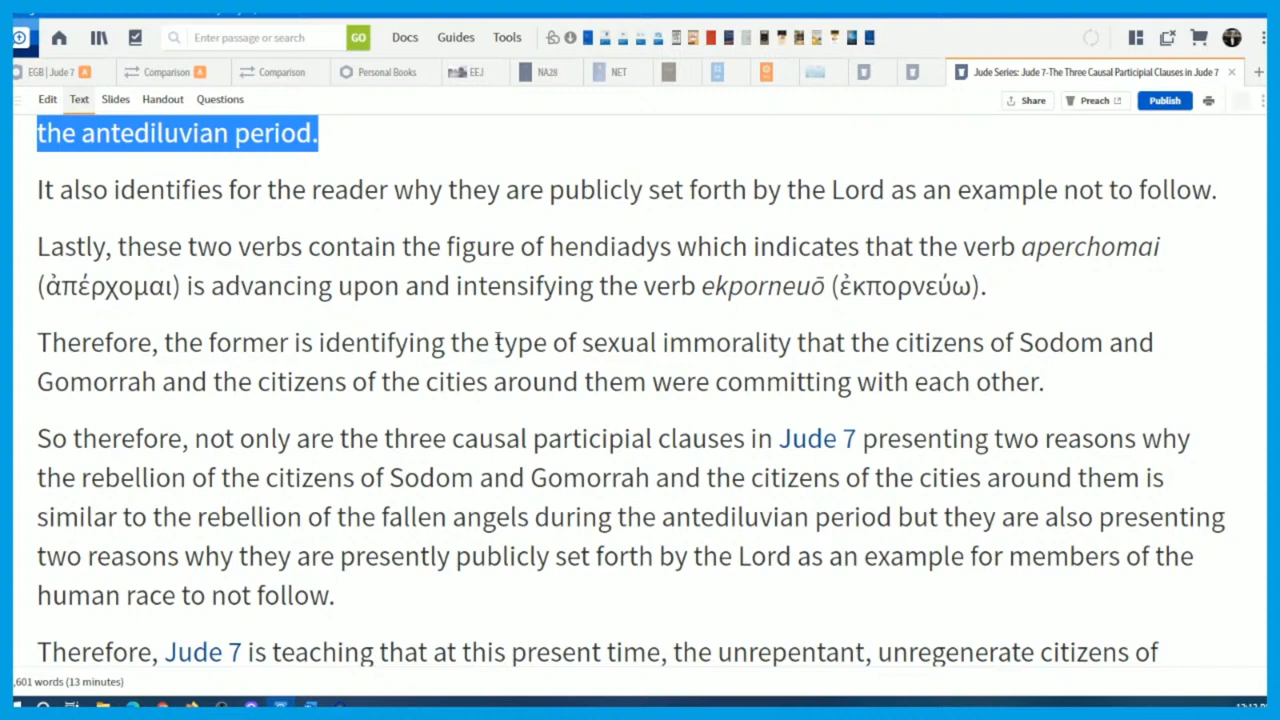 Enter passage or search GO Docs Guides Tools
EGB | Jude 7 A Comparison A Comparison Personal Books EEJ NA28 NET Jude Series: Jude 7-The Three Causal Participial Clauses in Jude 7
Edit Text Slides Handout Questions Share Preach Publish
the antediluvian period.
It also identifies for the reader why they are publicly set forth by the Lord as an example not to follow.
Lastly, these two verbs contain the figure of hendiadys which indicates that the verb aperchomai
(ἀπέρχομαι) is advancing upon and intensifying the verb ekporneuō (ἐκπορνεύω).
Therefore, the former is identifying the type of sexual immorality that the citizens of Sodom and
Gomorrah and the citizens of the cities around them were committing with each other.
So therefore, not only are the three causal participial clauses in Jude 7 presenting two reasons why
the rebellion of the citizens of Sodom and Gomorrah and the citizens of the cities around them is
similar to the rebellion of the fallen angels during the antediluvian period but they are also presenting
two reasons why they are presently publicly set forth by the Lord as an example for members of the
human race to not follow.
Therefore, Jude 7 is teaching that at this present time, the unrepentant, unregenerate citizens of
,601 words (13 minutes)